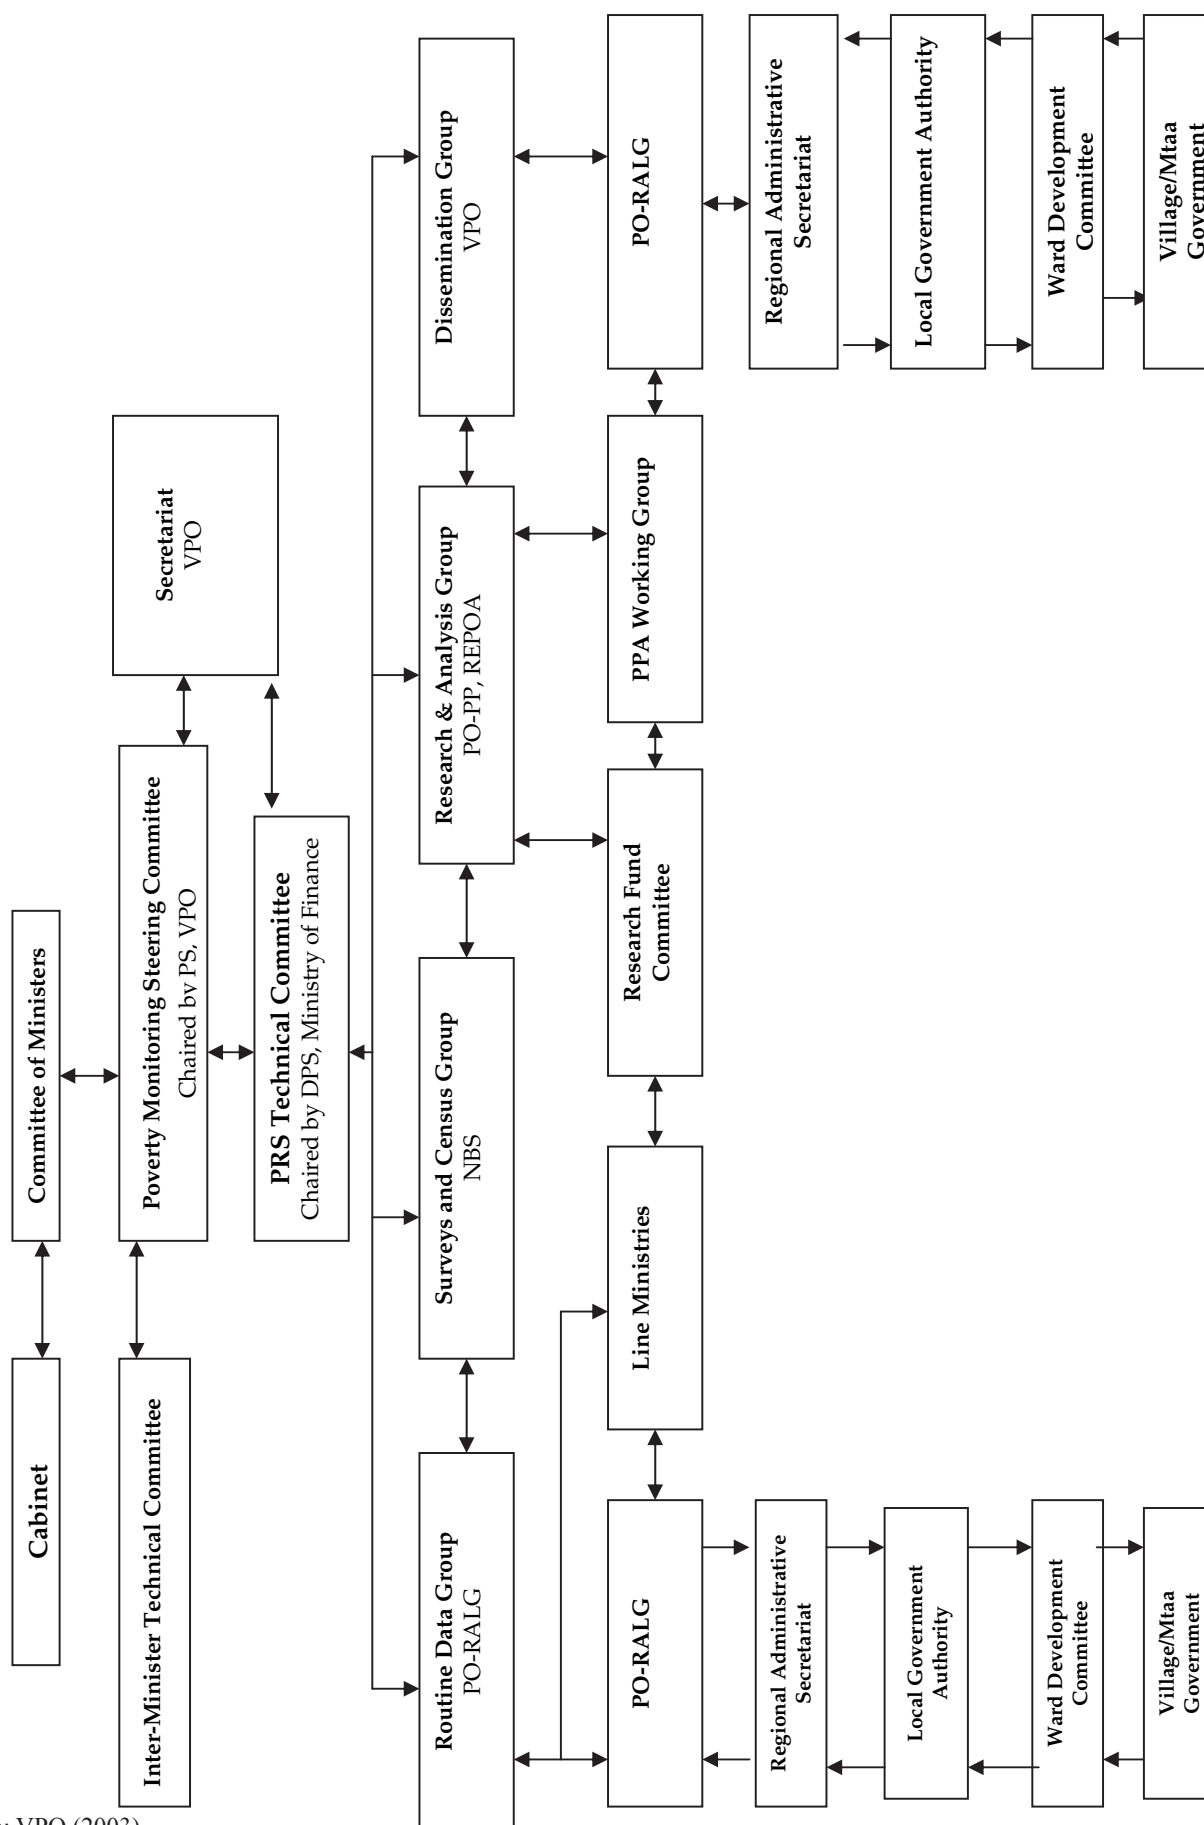 Cabinet
Committee of Ministers
Inter-Minister Technical Committee
Poverty Monitoring Steering Committee
Chaired by PS, VPO
Secretariat
VPO
PRS Technical Committee
Chaired by DPS, Ministry of Finance
Routine Data Group
PO-RALG
Surveys and Census Group
NBS
Research & Analysis Group
PO-PP, REPOA
Dissemination Group
VPO
PO-RALG
Line Ministries
Research Fund
Committee
PPA Working Group
PO-RALG
Regional Administrative
Secretariat
Regional Administrative
Secretariat
Local Government
Authority
Local Government Authority
Ward Development
Committee
Ward Development
Committee
Village/Mtaa
Government
Village/Mtaa
Government
VPO (2003)